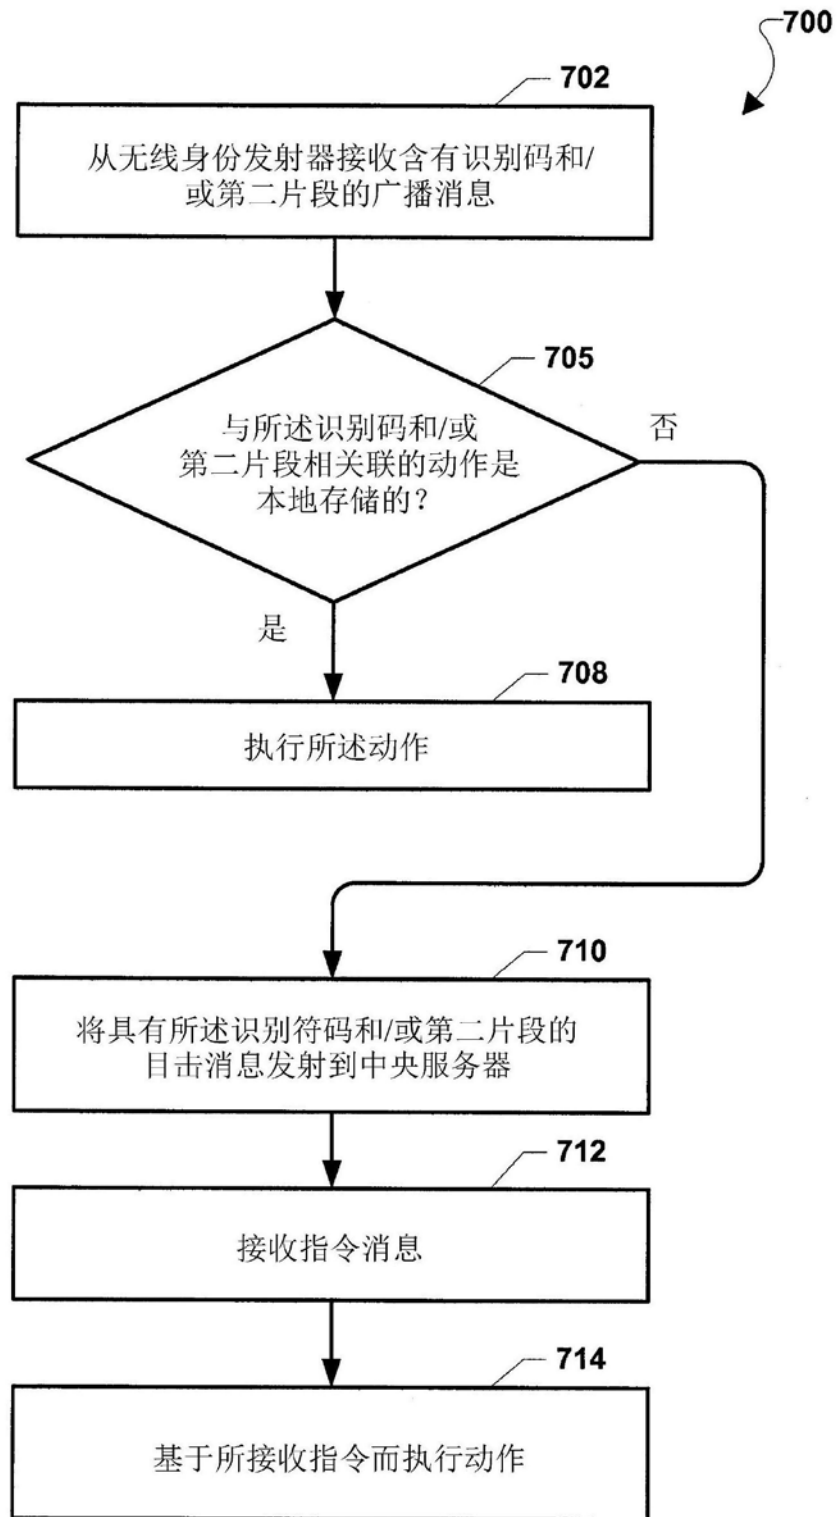 700
702
从无线身份发射器接收含有识别码和/
或第二片段的广播消息
705
与所述识别码和/或
第二片段相关联的动作是
本地存储的？
否
是
708
执行所述动作
710
将具有所述识别符码和/或第二片段的
目击消息发射到中央服务器
712
接收指令消息
714
基于所接收指令而执行动作